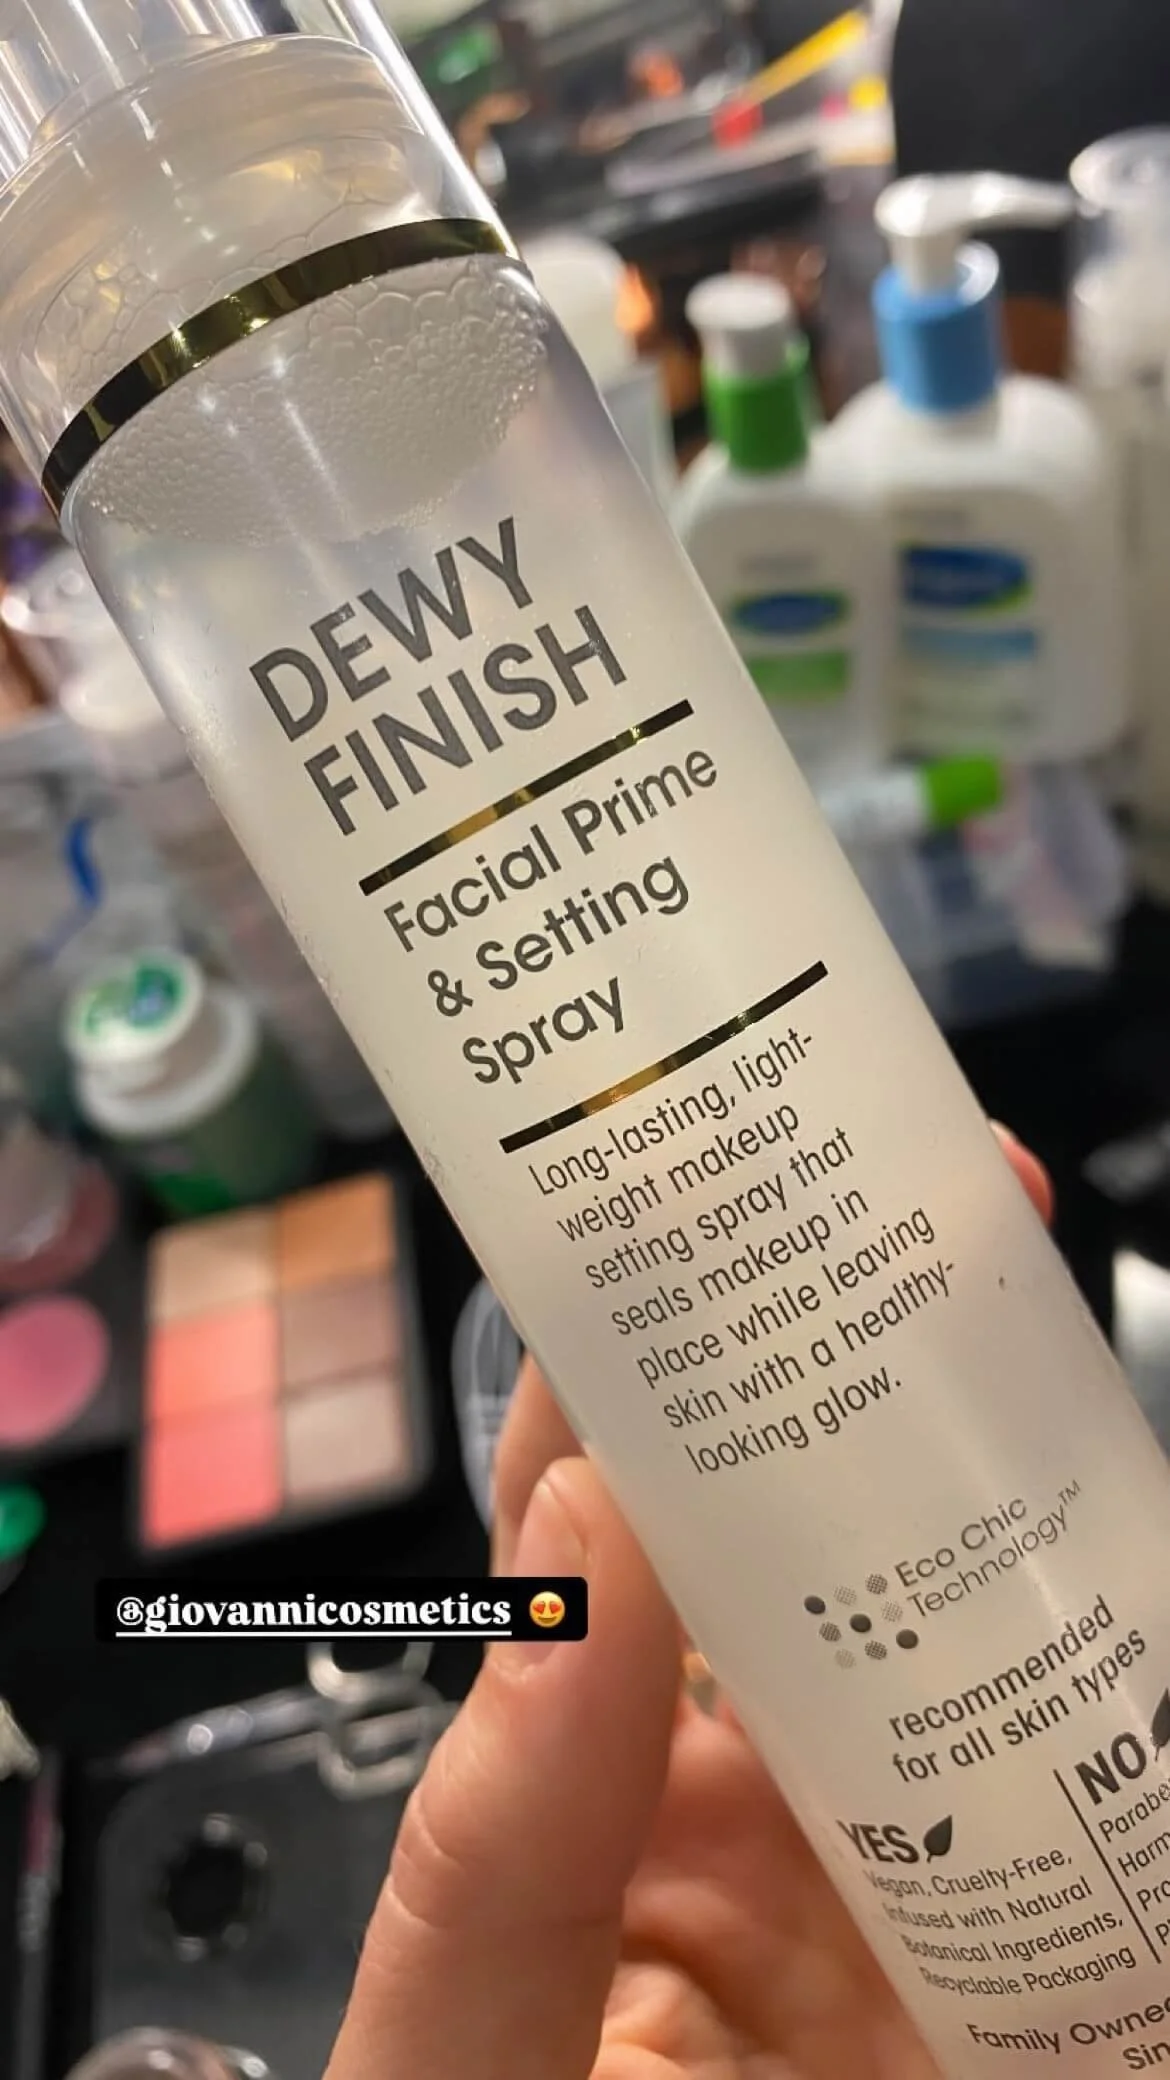 DEWY
FINISH
Facial Prime
& Setting
Spray
Long-lasting, light-
weight makeup
setting spray that
seals makeup in
place while leaving
skin with a healthy-
looking glow.
Eco Chic
Technology™
recommended
for all skin types
YES
Vegan, Cruelty-Free,
Infused with Natural
Botanical Ingredients,
Recyclable Packaging
NO
Family
@giovannicosmetics 😍